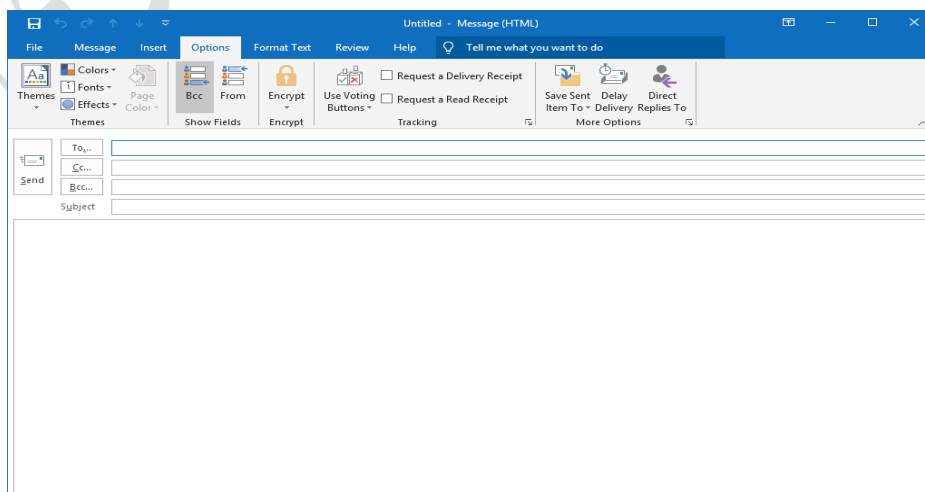 Untitled - Message (HTML)
File Message Insert Options Format Text Review Help Tell me what you want to do
Aa Colors Fonts Effects Page Color Bcc From Encrypt Use Voting Buttons Request a Delivery Receipt Request a Read Receipt Save Sent Item To Delay Delivery Direct Replies To
Themes
Themes Show Fields Encrypt Tracking More Options
Send
To...
Cc...
Bcc...
Subject